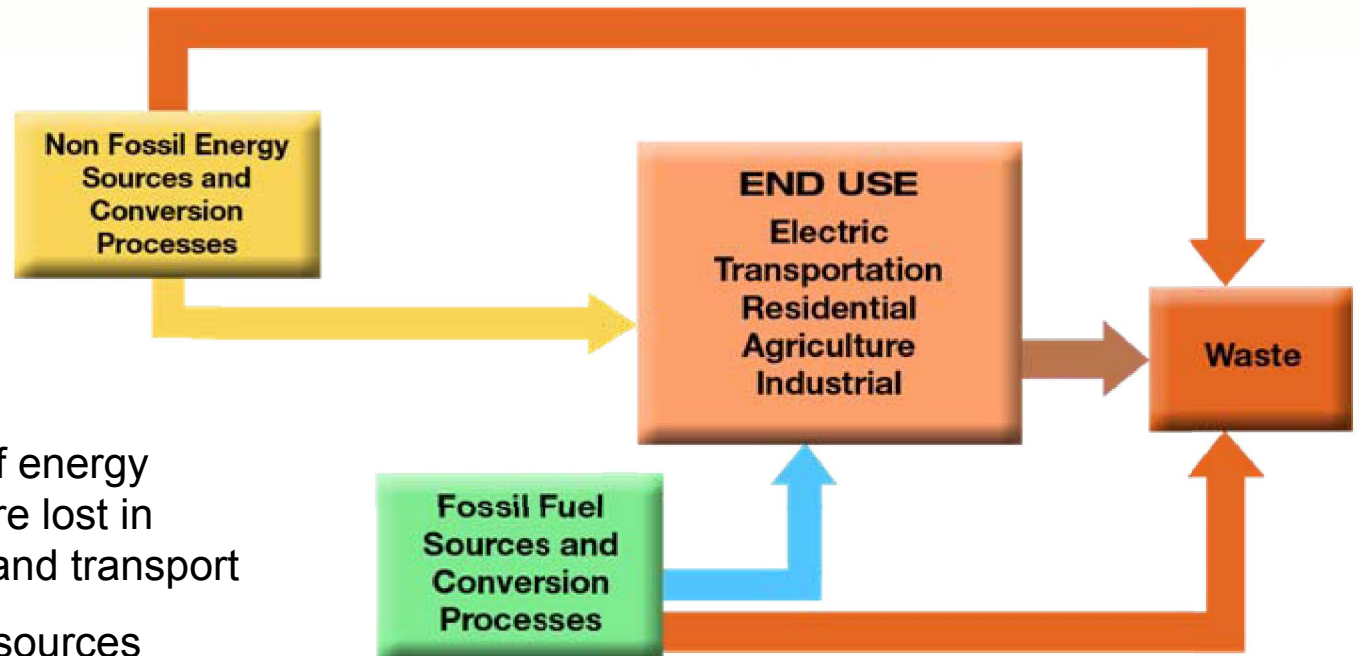 Non Fossil Energy
Sources and
Conversion
Processes
END USE
Electric
Transportation
Residential
Agriculture
Industrial
Waste
f energy
re lost in
and transport
sources
Fossil Fuel
Sources and
Conversion
Processes